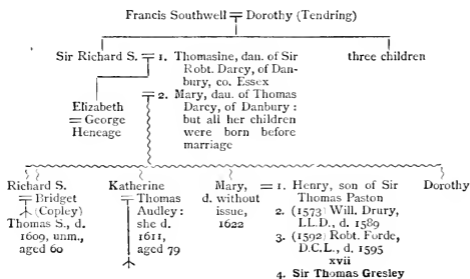 Francis Southwell = Dorothy (Tendring)
Sir Richard S. = 1. Thomasine, dau. of Sir
Robt. Darcy, of Dan-
bury, co. Essex
three children
Elizabeth
= George
Heneage
= 2. Mary, dau. of Thomas
Darcy, of Danbury :
but all her children
were born before
marriage
Richard S.
= Bridget
(Copley)
Thomas S., d.
1609, unm.,
aged 60
Katherine
= Thomas
Audley :
she d.
1611,
aged 79
Mary,
d. without
issue,
1622
= 1. Henry, son of Sir
Thomas Paston
2. (1573) Will. Drury,
LL.D., d. 1589
3. (1592) Robt. Forde,
D.C.L., d. 1595
xvii
4. Sir Thomas Gresley
Dorothy